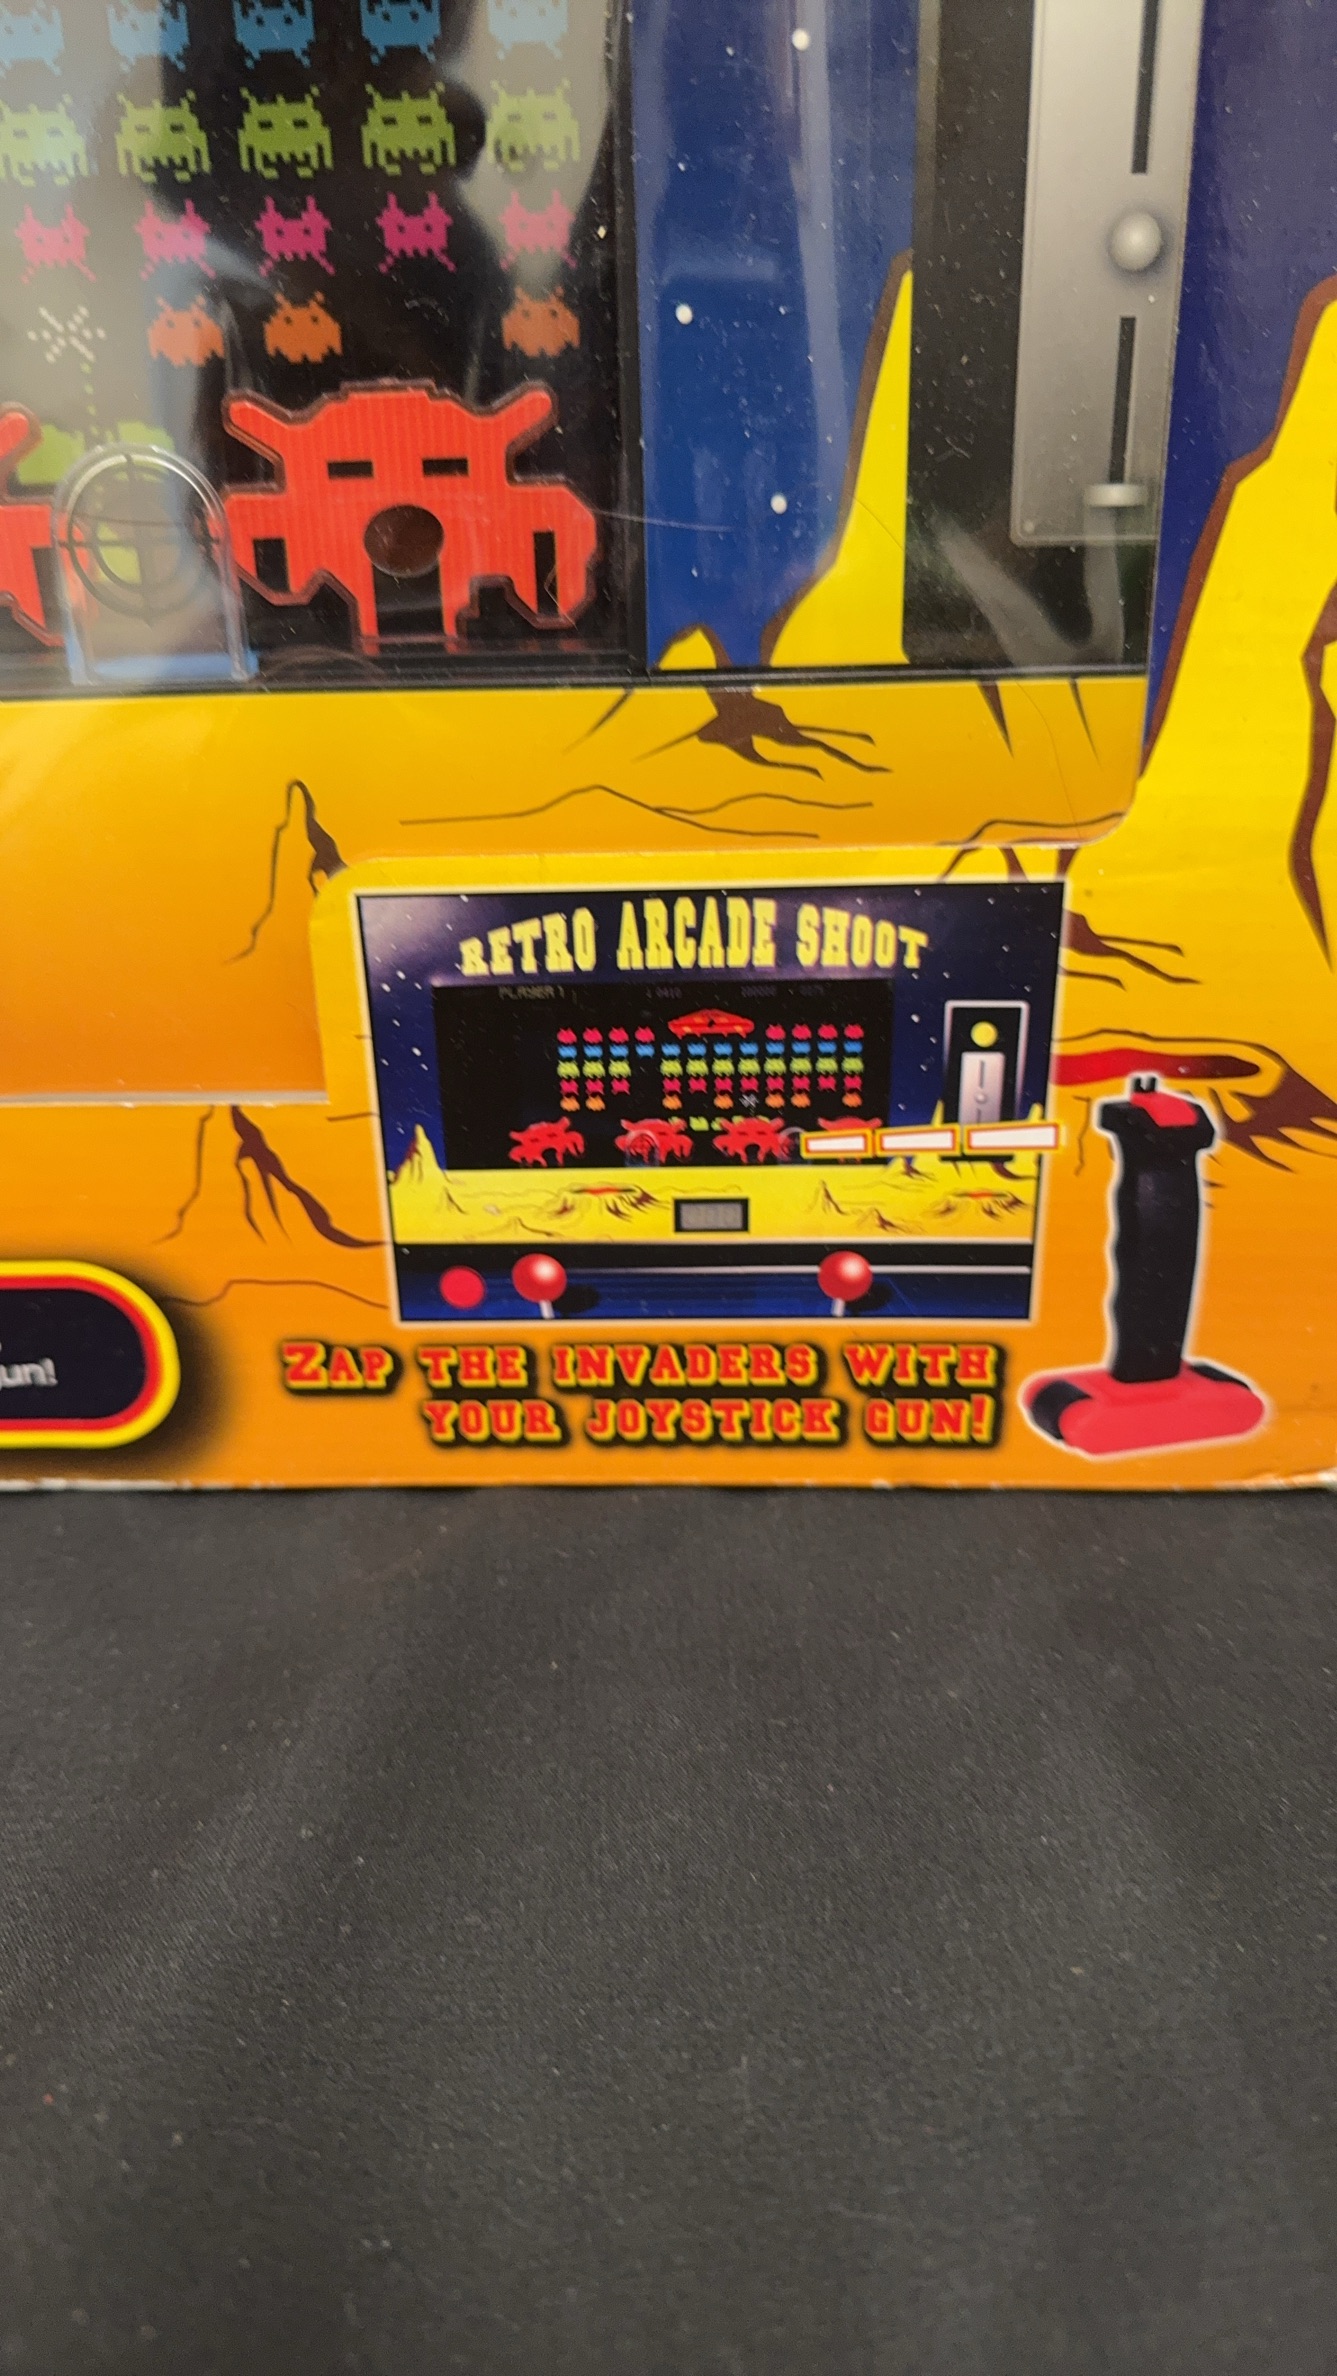 RETRO ARCADE SHOOT
PLAYER 1
gun!
ZAP THE INVADERS WITH
YOUR JOYSTICK GUN!